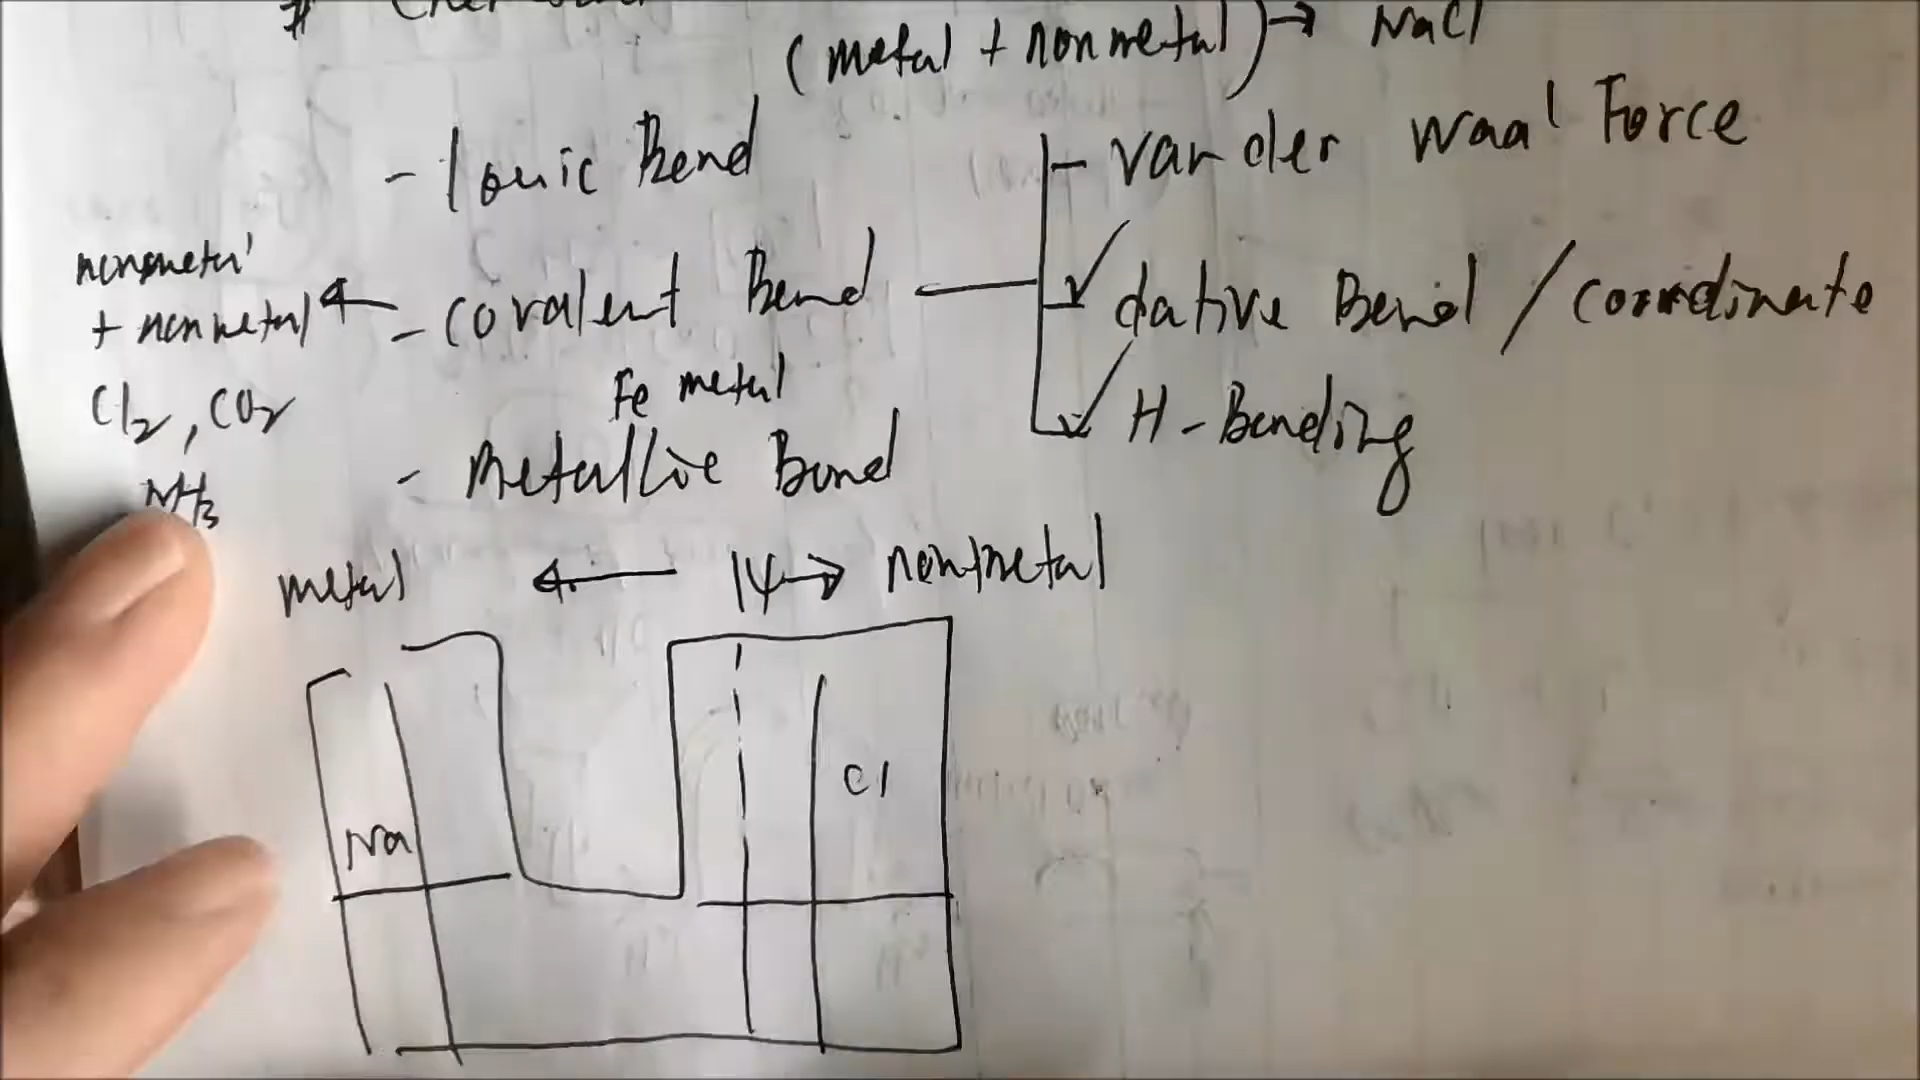 #
(metal + nonmetal) → NaCl
- Ionic Bond
- van der Waal Force
nonmetal
+ nonmetal ← - covalent Bond
dative Bond / coordinate
Cl2, CO2
Fe metal
H-Bonding
NH3
- Metallic Bond
metal ← 14 → nonmetal
Cl
Na